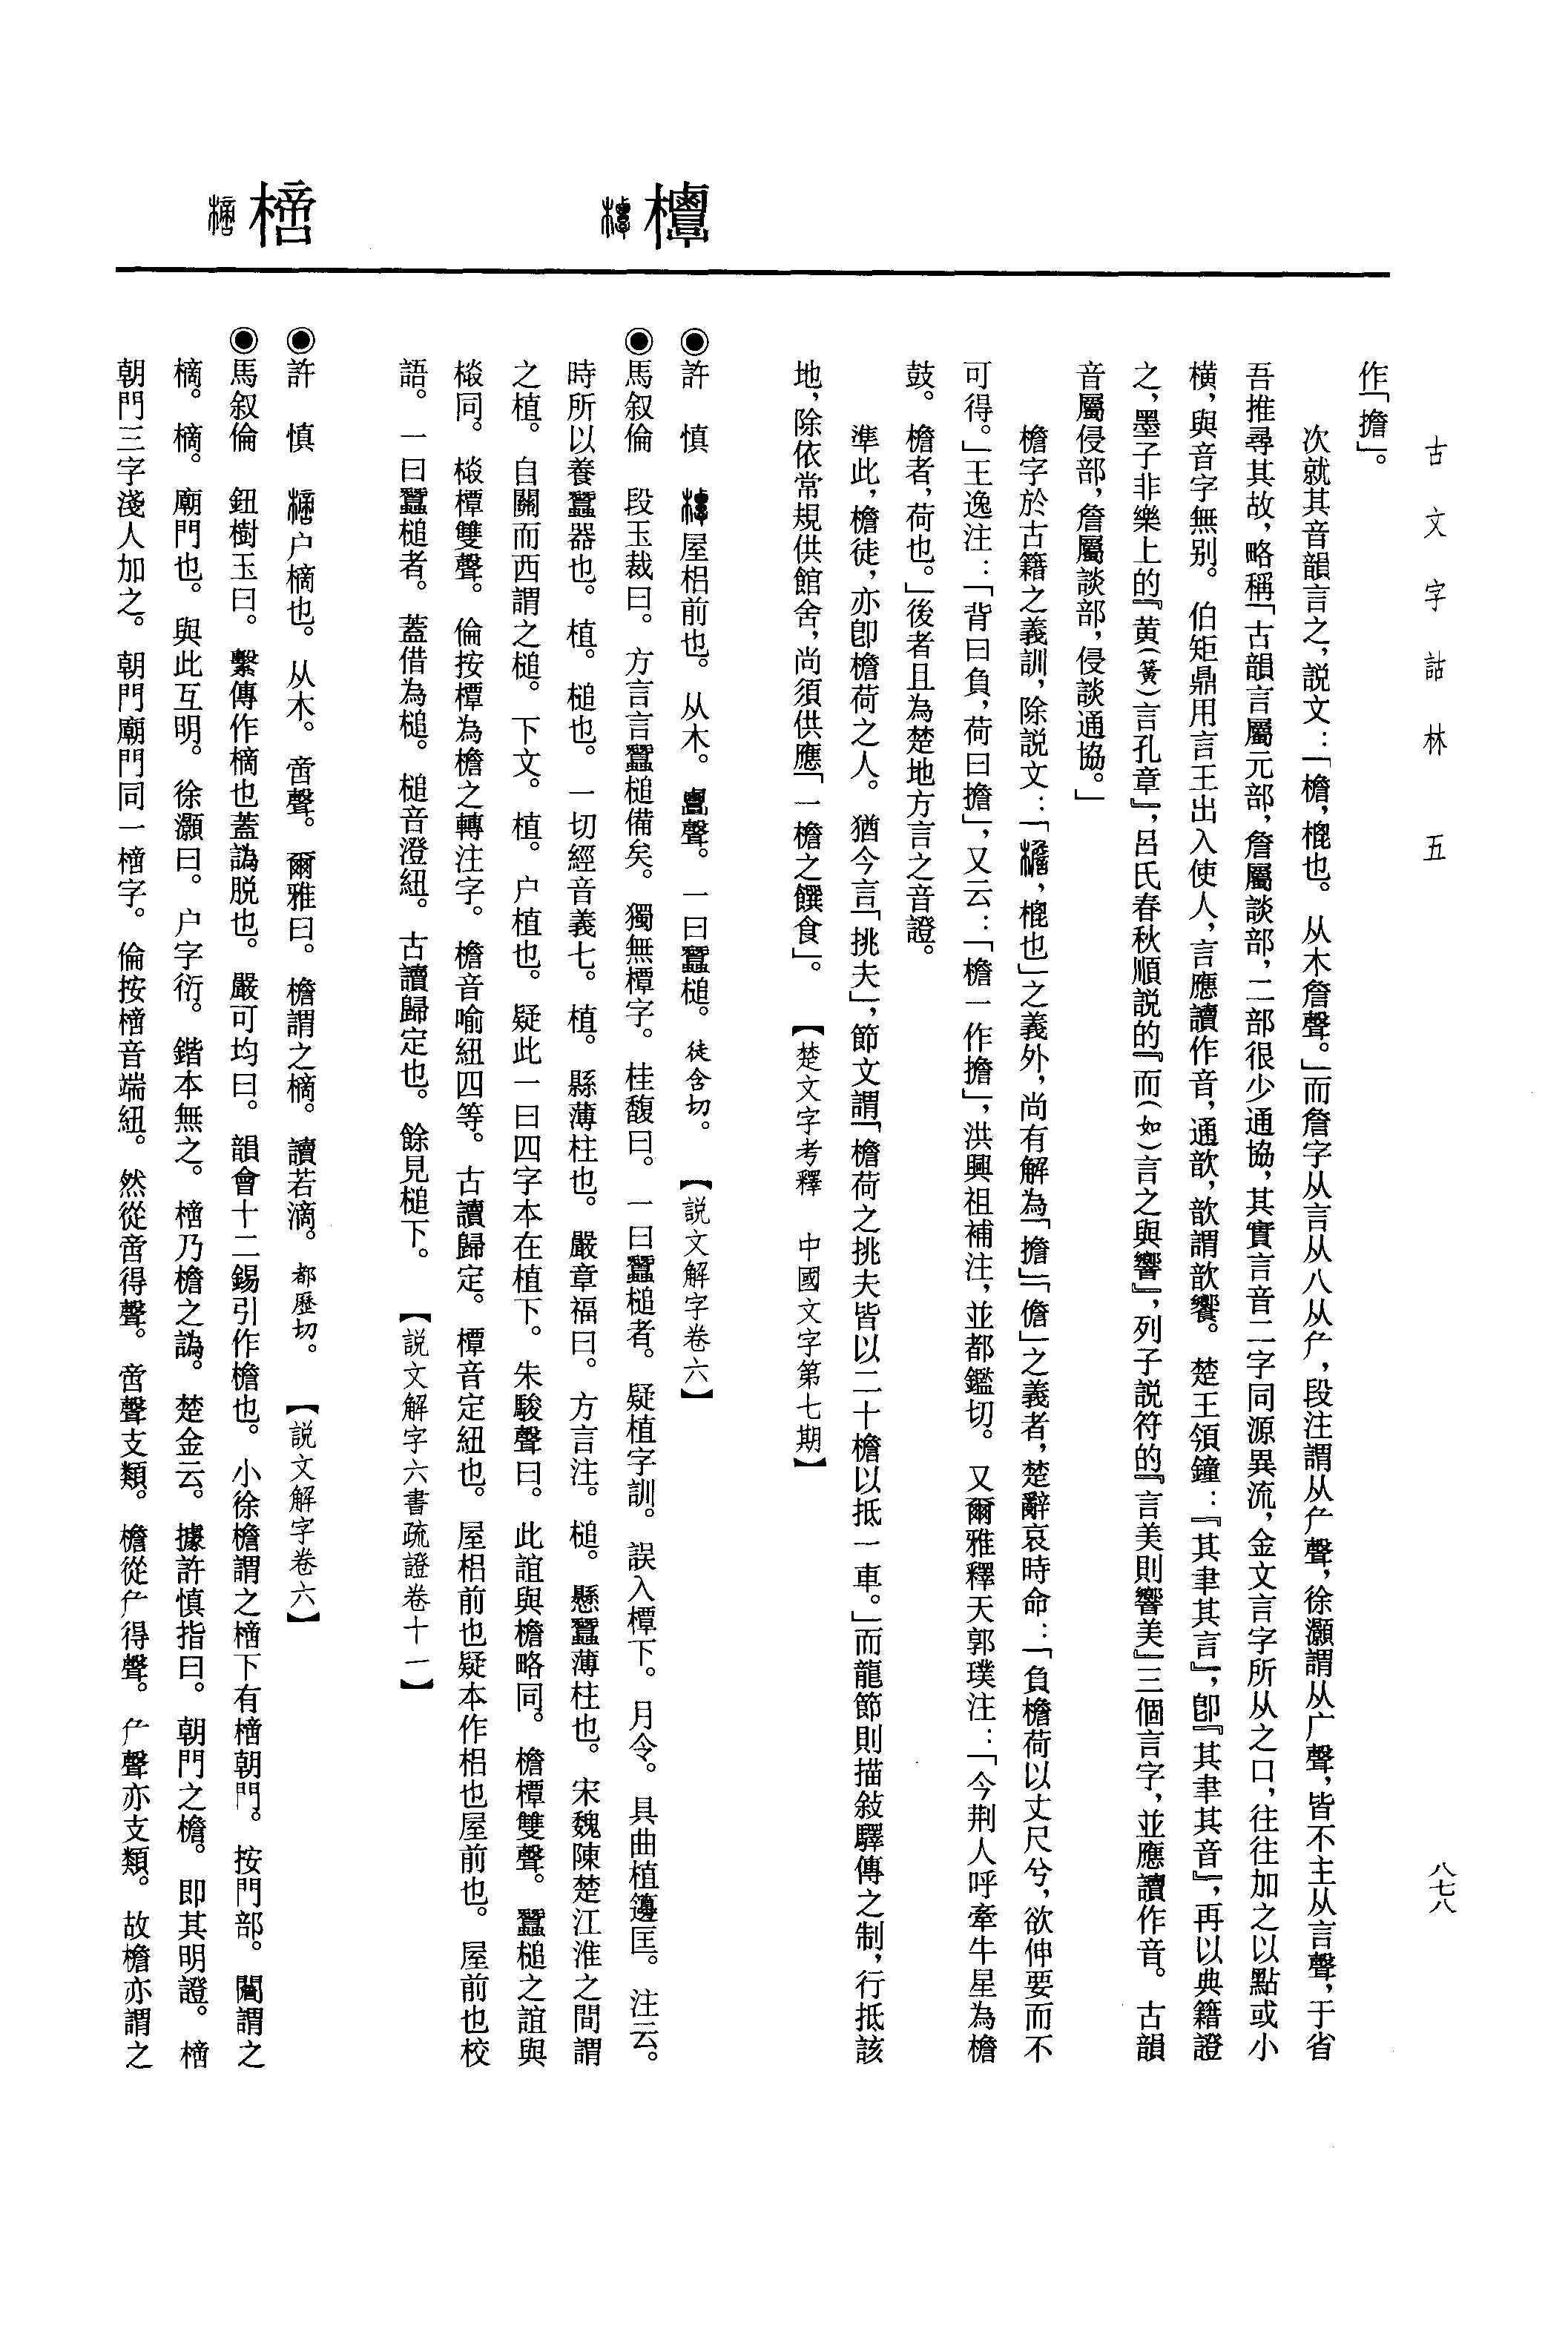 古文字詁林 五
八七八
作「擔」。
次就其音韻言之,説文:「檐,梍也。从木詹聲。」而詹字从言从八从厃,段注謂从厃聲,徐灝謂从广聲,皆不主从言聲,于省
吾推尋其故,略稱「古韻言屬元部,詹屬談部,二部很少通協,其實言音二字同源異流,金文言字所从之口,往往加之以點或小
橫,與音字無别。伯矩鼎用言王出入使人,言應讀作音,通歆,歆謂歆饗。楚王領鐘:『其聿其言』,卽『其聿其音』,再以典籍證
之,墨子非樂上的『黄(簧)言孔章』,呂氏春秋順説的『而(如)言之與響』,列子説符的『言美則響美』三個言字,並應讀作音。古韻
音屬侵部,詹屬談部,侵談通協。」
檐字於古籍之義訓,除説文:「檐,梍也」之義外,尚有解為「擔」「儋」之義者,楚辭哀時命:「負檐荷以丈尺兮,欲伸要而不
可得。」王逸注:「背曰負,荷曰擔」,又云:「檐一作擔」,洪興祖補注,並都鑑切。又爾雅釋天郭璞注:「今荆人呼牽牛星為檐
鼓。檐者,荷也。」後者且為楚地方言之音證。
準此,檐徒,亦卽檐荷之人。猶今言「挑夫」,節文謂「檐荷之挑夫皆以二十檐以抵一車。」而龍節則描敍驛傳之制,行抵該
地,除依常規供館舍,尚須供應「一檐之饌食」。【楚文字考釋 中國文字第七期】
橝
◉許 慎 屋梠前也。从木。覃聲。一曰蠶槌。徒含切。【説文解字卷六】
◉馬叙倫 段玉裁曰。方言言蠶槌備矣。獨無橝字。桂馥曰。一曰蠶槌者。疑植字訓。誤入橝下。月令。具曲植籩匡。注云。
時所以養蠶器也。植。槌也。一切經音義七。植。縣薄柱也。嚴章福曰。方言注。槌。懸蠶薄柱也。宋魏陳楚江淮之間謂
之植。自關而西謂之槌。下文。植。户植也。疑此一曰四字本在植下。朱駿聲曰。此誼與檐略同。檐橝雙聲。蠶槌之誼與
棪同。棪橝雙聲。倫按橝為檐之轉注字。檐音喻紐四等。古讀歸定。橝音定紐也。屋梠前也疑本作梠也屋前也。屋前也校
語。一曰蠶槌者。蓋借為槌。槌音澄紐。古讀歸定也。餘見槌下。【説文解字六書疏證卷十一】
楴
◉許 慎 户樀也。从木。啻聲。爾雅曰。檐謂之樀。讀若滴。都歷切。【説文解字卷六】
◉馬叙倫 鈕樹玉曰。繫傳作樀也蓋譌脱也。嚴可均曰。韻會十二錫引作檐也。小徐檐謂之樀下有樀朝門。按門部。閻謂之
樀。樀。廟門也。與此互明。徐灝曰。户字衍。鍇本無之。樀乃檐之譌。楚金云。據許慎指曰。朝門之檐。即其明證。樀
朝門三字淺人加之。朝門廟門同一樀字。倫按樀音端紐。然從啻得聲。啻聲支類。檐從厃得聲。厃聲亦支類。故檐亦謂之